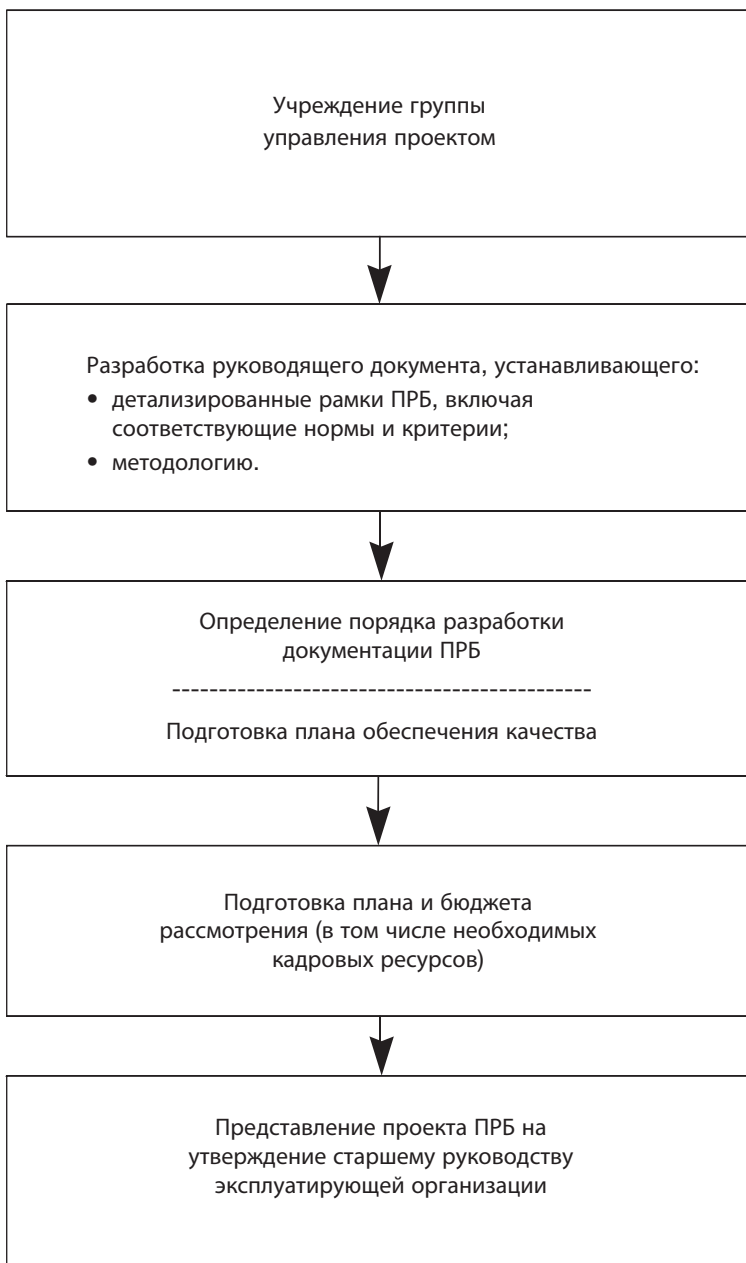 Учреждение группы
управления проектом
Разработка руководящего документа, устанавливающего:
• детализированные рамки ПРБ, включая
соответствующие нормы и критерии;
• методологию.
Определение порядка разработки
документации ПРБ
---------------------------------------------
Подготовка плана обеспечения качества
Подготовка плана и бюджета
рассмотрения (в том числе необходимых
кадровых ресурсов)
Представление проекта ПРБ на
утверждение старшему руководству
эксплуатирующей организации